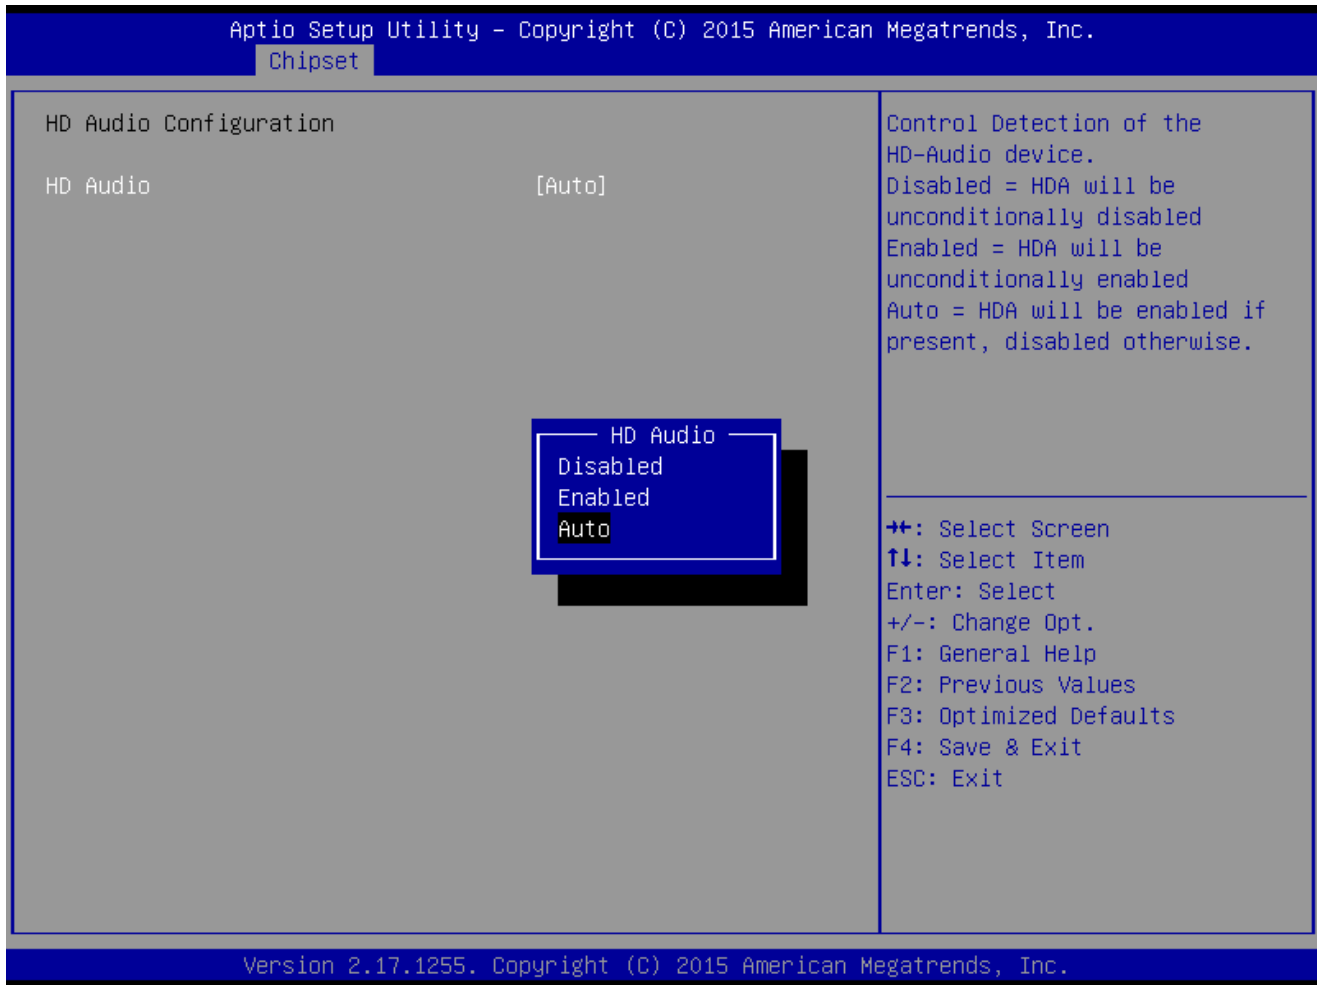 Aptio Setup Utility – Copyright (C) 2015 American Megatrends, Inc.
Chipset
HD Audio Configuration
HD Audio [Auto]
Control Detection of the
HD-Audio device.
Disabled = HDA will be
unconditionally disabled
Enabled = HDA will be
unconditionally enabled
Auto = HDA will be enabled if
present, disabled otherwise.
HD Audio
Disabled
Enabled
Auto
→←: Select Screen
↑↓: Select Item
Enter: Select
+/-: Change Opt.
F1: General Help
F2: Previous Values
F3: Optimized Defaults
F4: Save & Exit
ESC: Exit
Version 2.17.1255. Copyright (C) 2015 American Megatrends, Inc.